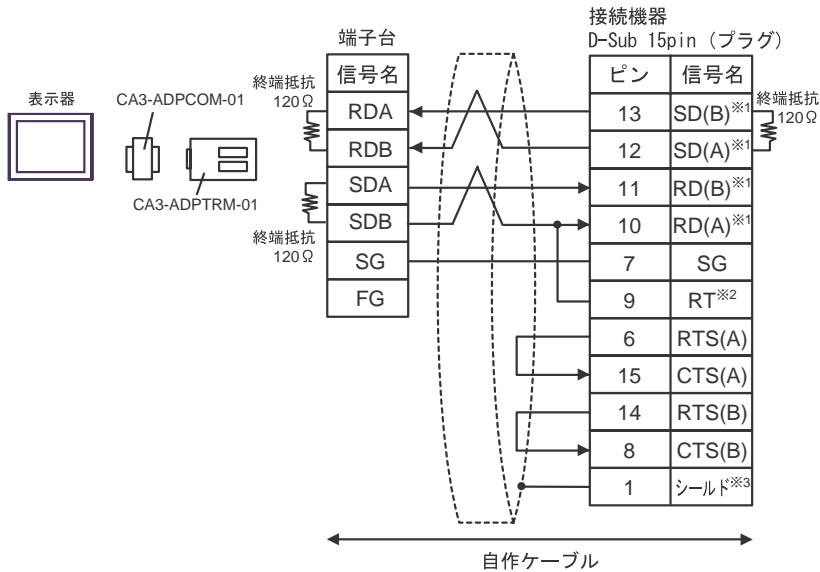 接続機器
端子台
D-Sub 15pin（プラグ）
信号名
ピン 信号名
表示器
CA3-ADPCOM-01
CA3-ADPTRM-01
終端抵抗
120Ω
RDA
RDB
SDA
SDB
SG
FG
終端抵抗
120Ω
13 SD(B)※1
12 SD(A)※1
11 RD(B)※1
10 RD(A)※1
7 SG
9 RT※2
6 RTS(A)
15 CTS(A)
14 RTS(B)
8 CTS(B)
1 シールド※3
終端抵抗
120Ω
自作ケーブル